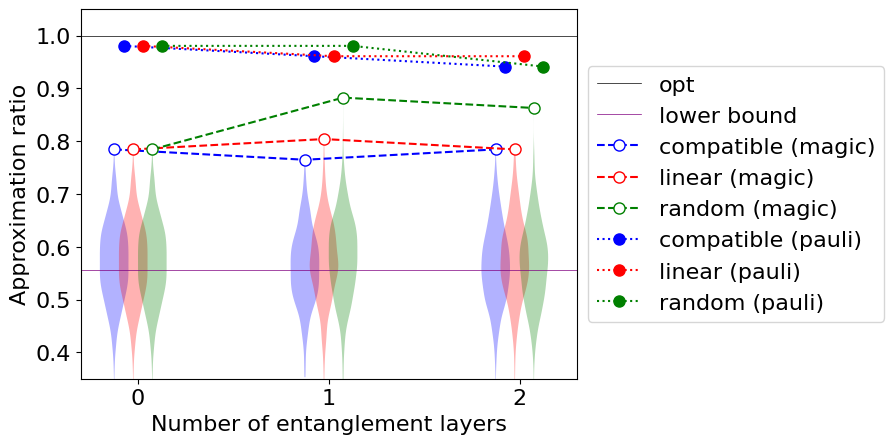 1.0
0.9
0.8
0.7
0.6
0.5
0.4
Approximation ratio
0
1
2
Number of entanglement layers
opt
lower bound
compatible (magic)
linear (magic)
random (magic)
compatible (pauli)
linear (pauli)
random (pauli)